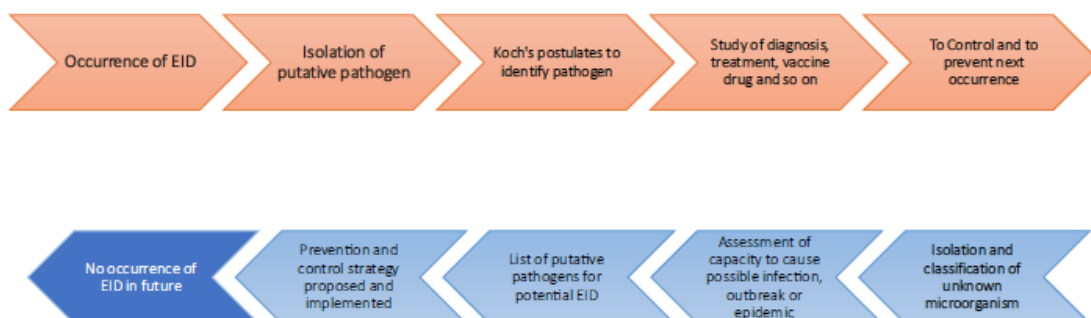 Occurrence of EID
Isolation of
putative pathogen
Koch's postulates to
identify pathogen
Study of diagnosis,
treatment, vaccine
drug and so on
To Control and to
prevent next
occurrence
No occurrence of
EID in future
Prevention and
control strategy
proposed and
implemented
List of putative
pathogens for
potential EID
Assessment of
capacity to cause
possible infection,
outbreak or
epidemic
Isolation and
classification of
unknown
microorganism